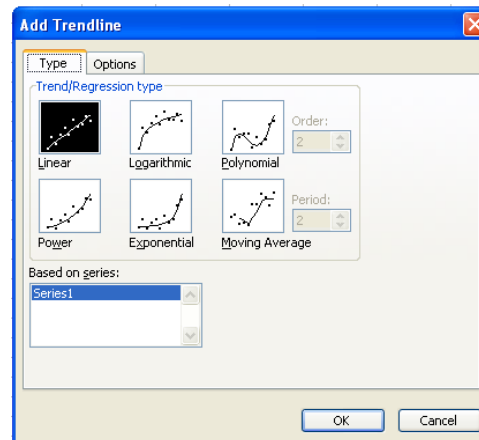 Add Trendline
Type Options
Trend/Regression type
Linear Logarithmic Polynomial
Order:
2
Power Exponential Moving Average
Period:
2
Based on series:
Series1
OK Cancel